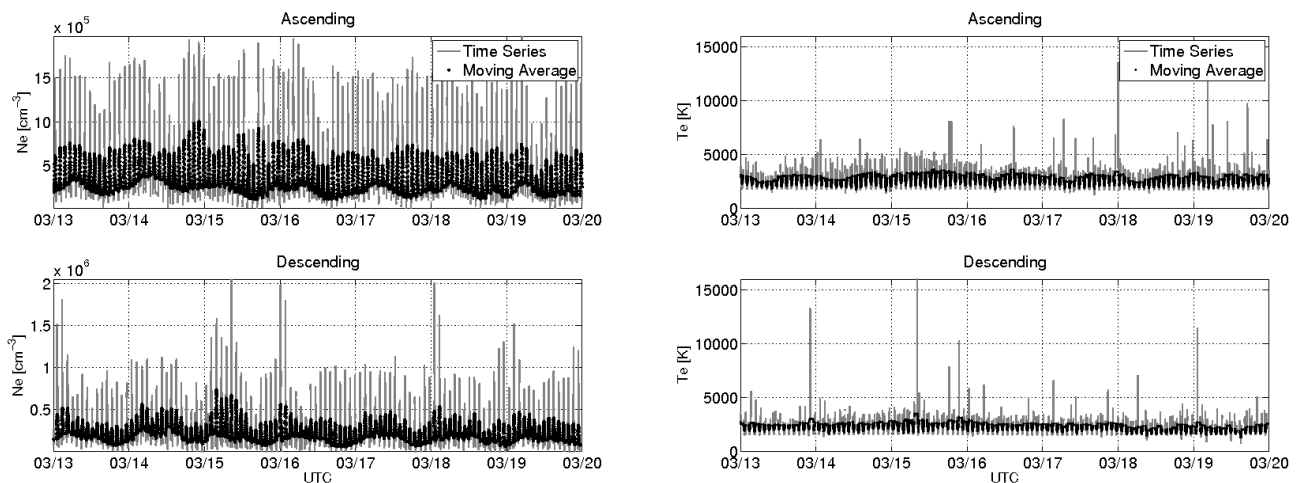 Ascending
x 10⁵
Ne [cm⁻³]
15
10
5
Time Series
Moving Average
03/13 03/14 03/15 03/16 03/17 03/18 03/19 03/20
Ascending
Te [K]
15000
10000
5000
0
Time Series
Moving Average
03/13 03/14 03/15 03/16 03/17 03/18 03/19 03/20
Descending
x 10⁶
Ne [cm⁻³]
2
1.5
1
0.5
03/13 03/14 03/15 03/16 03/17 03/18 03/19 03/20
UTC
Descending
Te [K]
15000
10000
5000
0
03/13 03/14 03/15 03/16 03/17 03/18 03/19 03/20
UTC